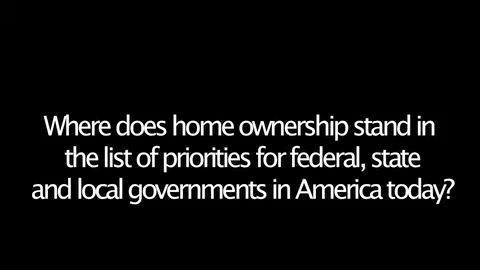 Where does home ownership stand in
the list of priorities for federal, state
and local governments in America today?